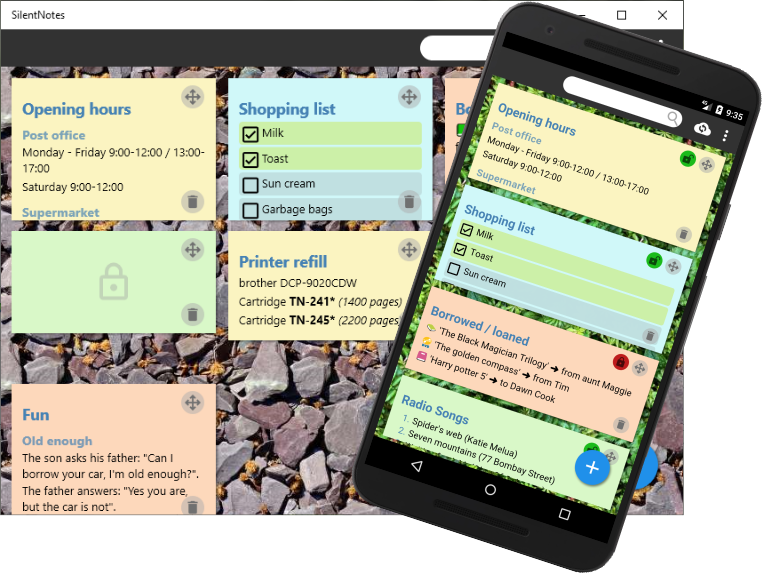 SilentNotes
Opening hours
Post office
Monday - Friday 9:00-12:00 / 13:00-
17:00
Saturday 9:00-12:00
Supermarket
Shopping list
Milk
Toast
Sun cream
Garbage bags
Printer refill
brother DCP-9020CDW
Cartridge TN-241* (1400 pages)
Cartridge TN-245* (2200 pages)
Fun
Old enough
The son asks his father: "Can I
borrow your car, I'm old enough?".
The father answers: "Yes you are,
but the car is not".
4G 9:35
Opening hours
Post office
Monday - Friday 9:00-12:00 / 13:00-17:00
Saturday 9:00-12:00
Supermarket
Shopping list
Milk
Toast
Sun cream
Borrowed / loaned
'The Black Magician Trilogy' ➔ from aunt Maggie
'The golden compass' ➔ from Tim
'Harry potter 5' ➔ to Dawn Cook
Radio Songs
1. Spider's web (Katie Melua)
2. Seven mountains (77 Bombay Street)